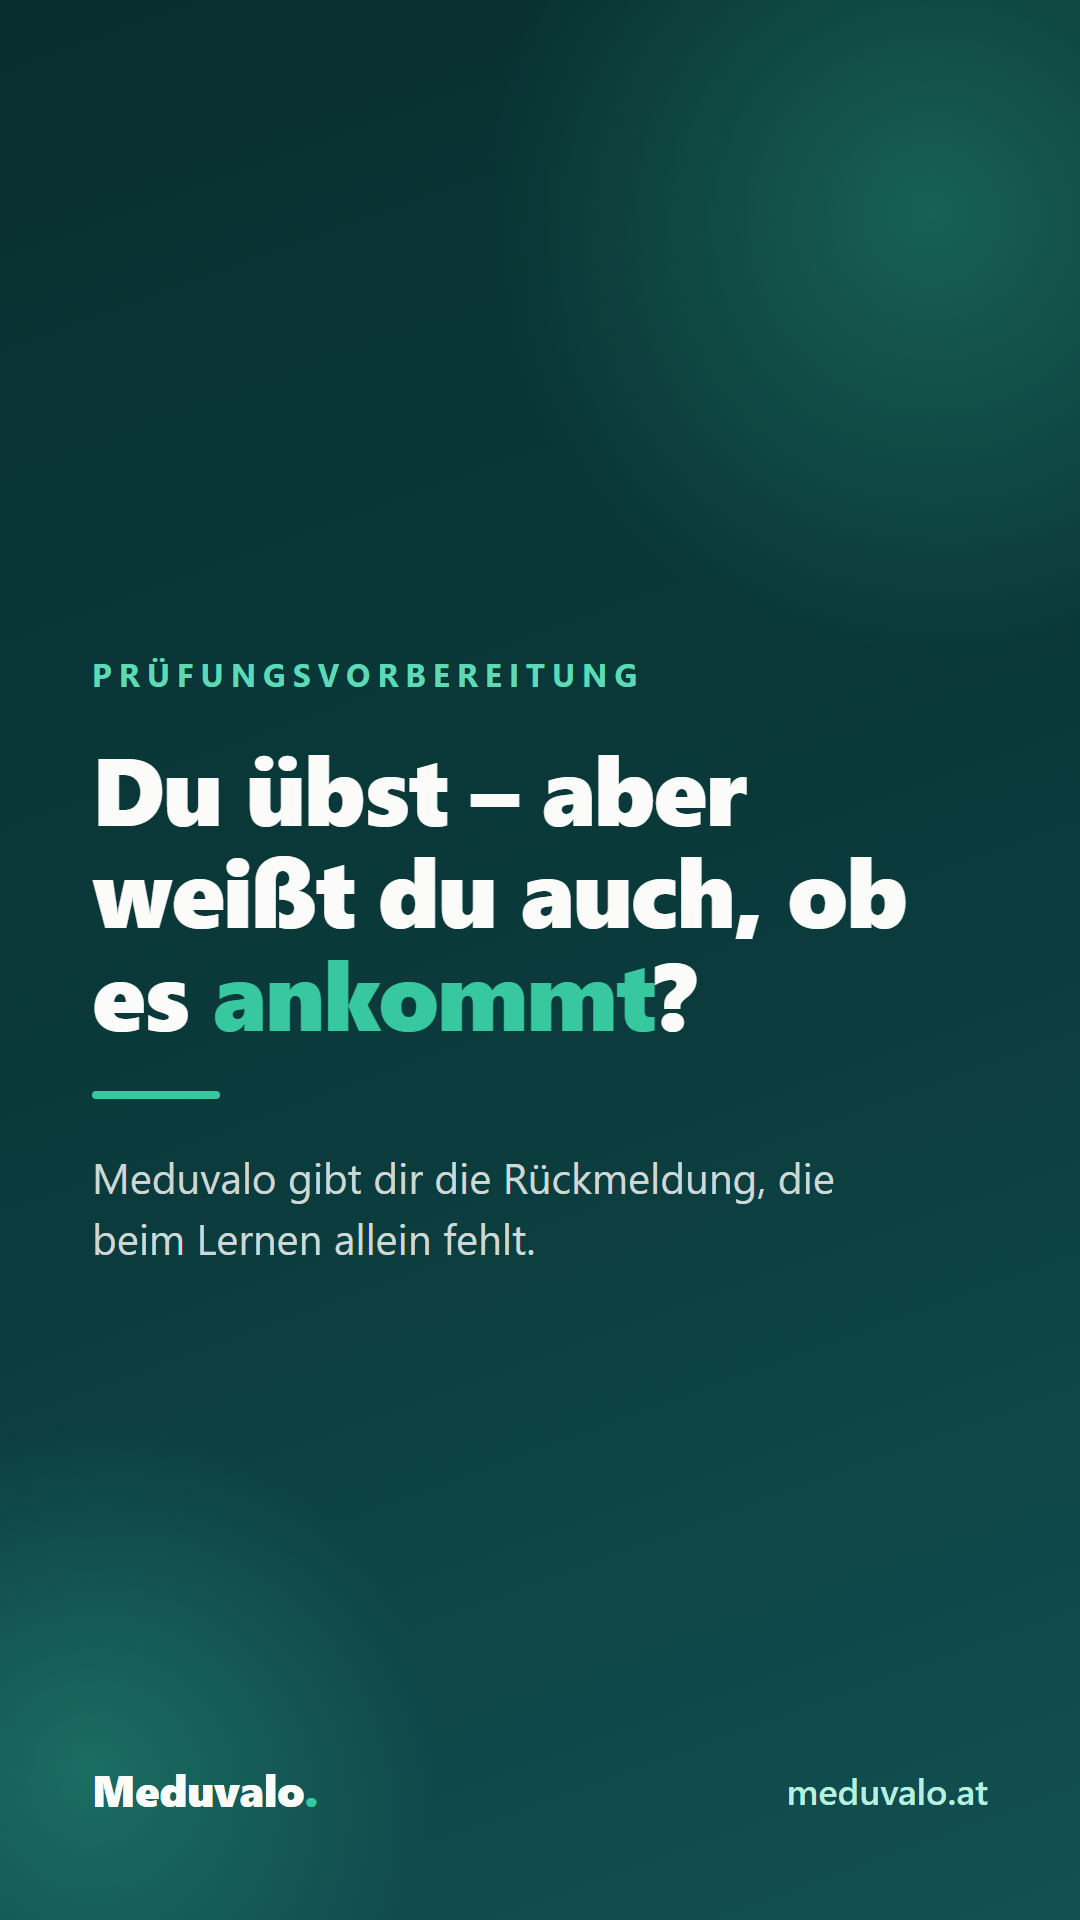 PRÜFUNGSVORBEREITUNG
Du übst – aber
weißt du auch, ob
es ankommt?
Meduvalo gibt dir die Rückmeldung, die
beim Lernen allein fehlt.
Meduvalo.
meduvalo.at